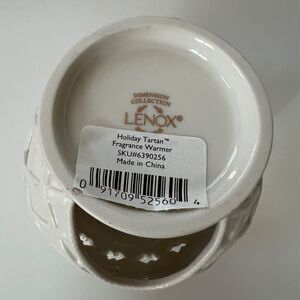 DIMENSION
COLLECTION
LENOX®
Holiday Tartan™
Fragrance Warmer
SKU#6390256
Made in China
0 91709 52560 4